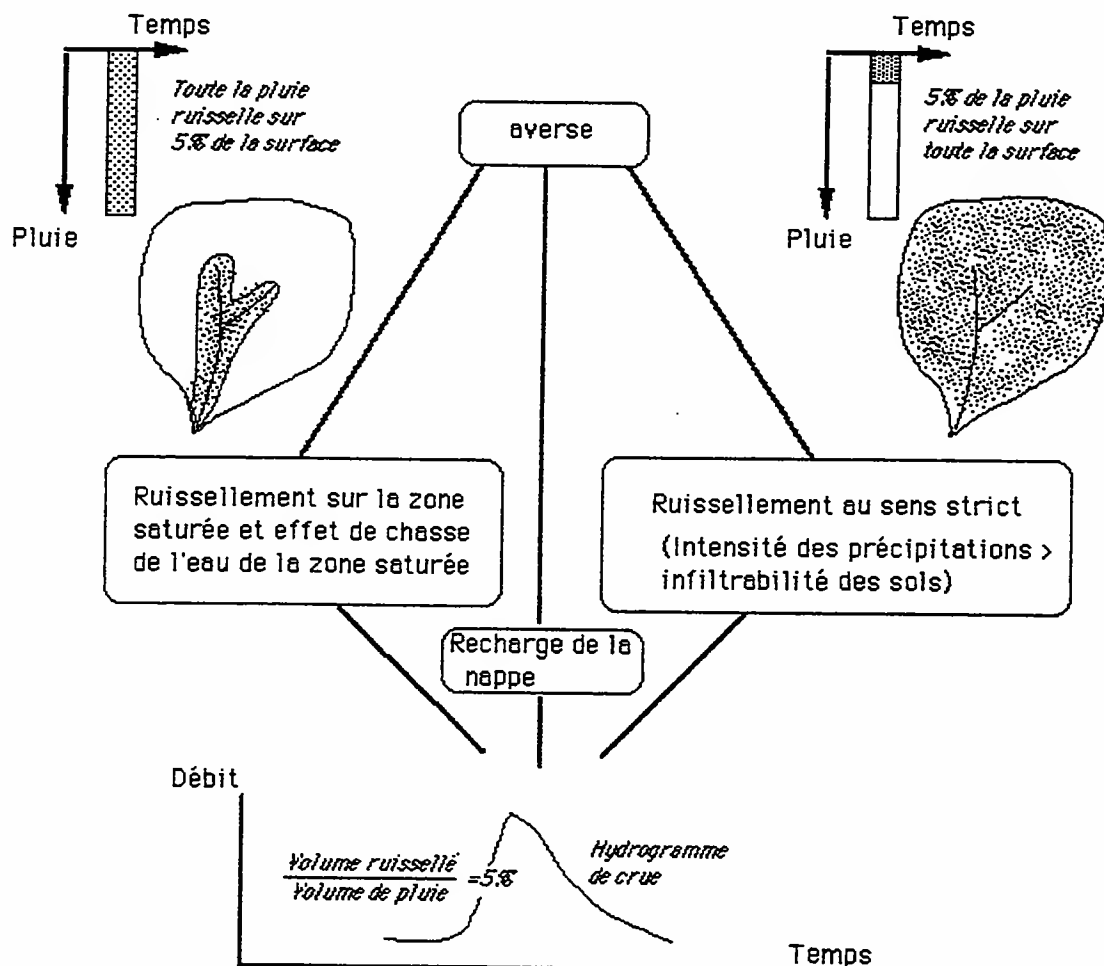 Temps
Toute la pluie
ruisselle sur
5% de la surface
Pluie
averse
Temps
5% de la pluie
ruisselle sur
toute la surface
Pluie
Ruissellement sur la zone
saturée et effet de chasse
de l'eau de la zone saturée
Ruissellement au sens strict
(Intensité des précipitations >
infiltrabilité des sols)
Recharge de la
nappe
Débit
Volume ruissellé
Volume de pluie
=5%
Hydrogramme
de crue
Temps